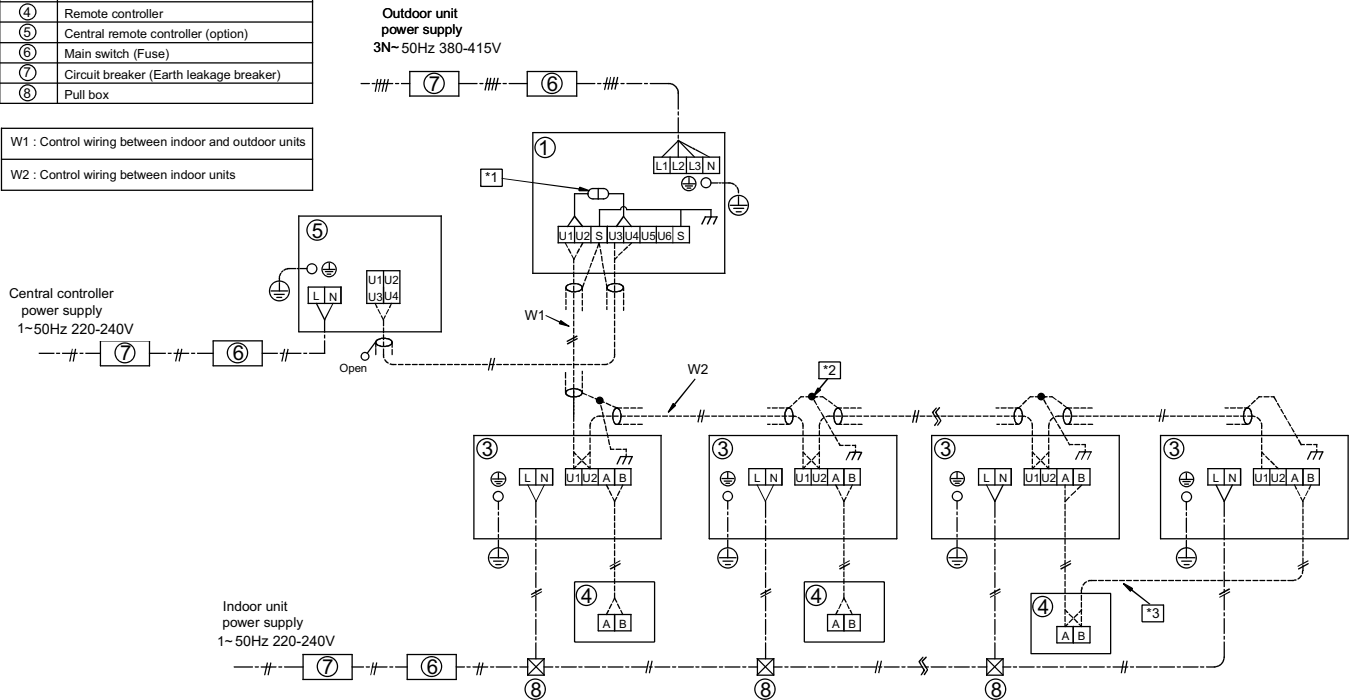 ④ Remote controller
⑤ Central remote controller (option)
⑥ Main switch (Fuse)
⑦ Circuit breaker (Earth leakage breaker)
⑧ Pull box
W1 : Control wiring between indoor and outdoor units
W2 : Control wiring between indoor units
Outdoor unit
power supply
3N~ 50Hz 380-415V
⑦ ⑥
①
L1 L2 L3 N
*1
U1 U2 S U3 U4 U5 U6 S
⑤
U1 U2
L N U3 U4
Central controller
power supply
1~50Hz 220-240V
⑦ ⑥
Open
W1
W2
*2
③ ③ ③ ③
L N U1 U2 A B
L N U1 U2 A B
L N U1 U2 A B
L N U1 U2 A B
④ ④ ④
A B
A B
A B
*3
Indoor unit
power supply
1~ 50Hz 220-240V
⑦ ⑥
⑧ ⑧ ⑧